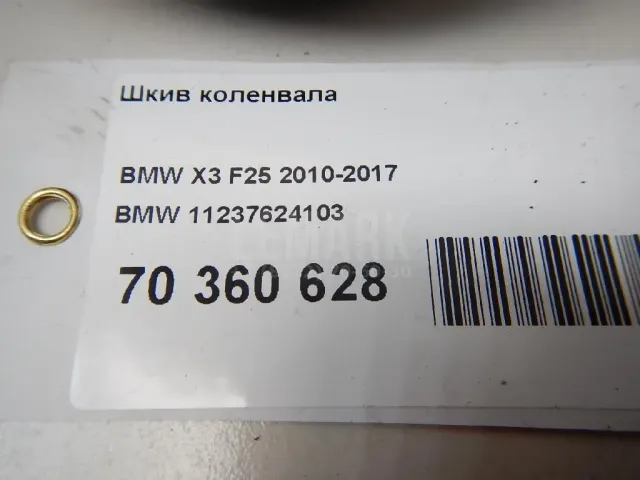 Шкив коленвала
BMW X3 F25 2010-2017
BMW 11237624103
70 360 628